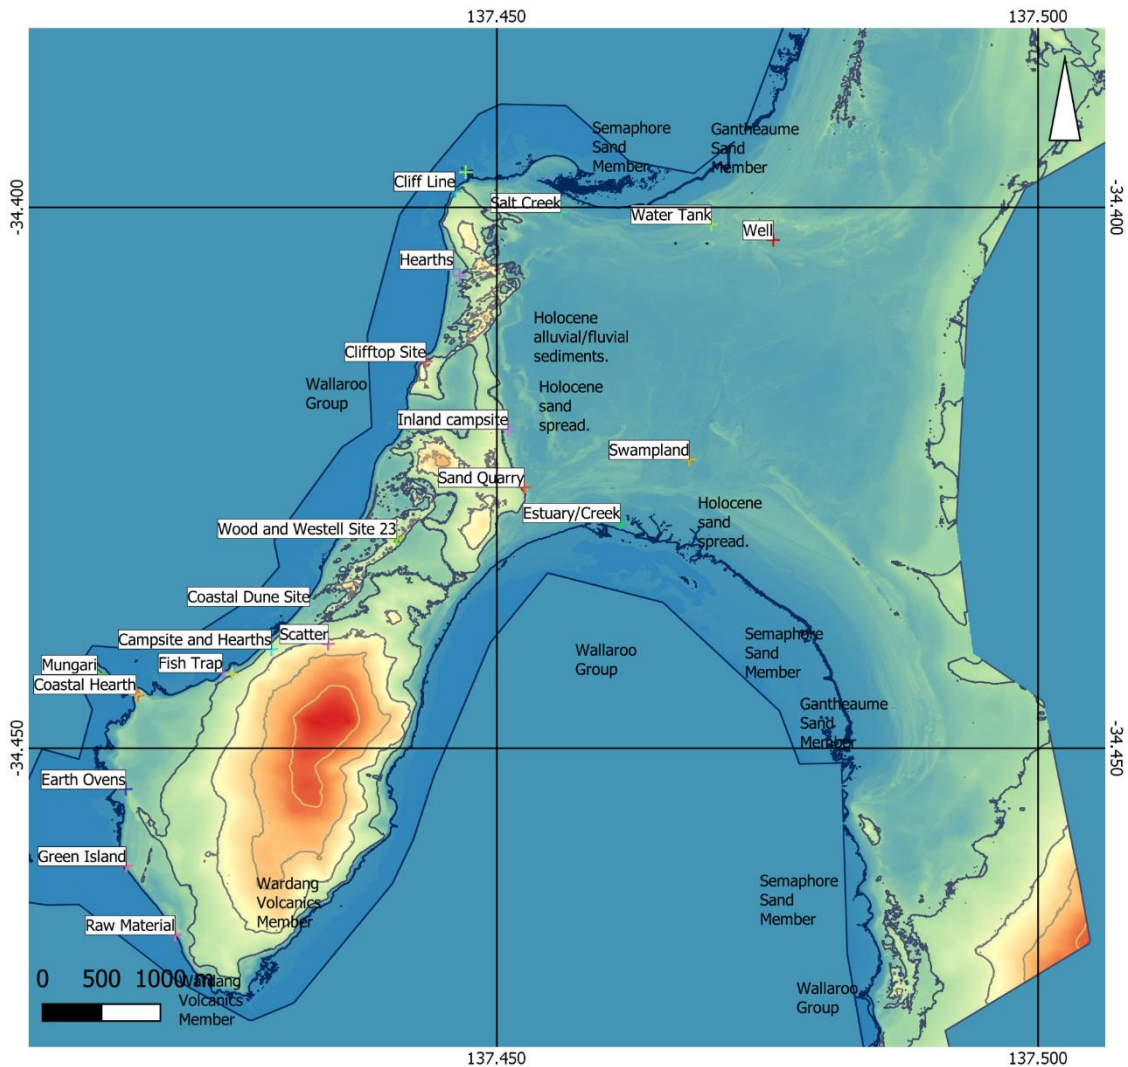 137.450
137.500
Semaphore
Sand
Member
Gantheaume
Sand
Member
Cliff Line
-34.400
Salt Creek
Water Tank
Well
-34.400
Hearths
Holocene
alluvial/fluvial
sediments.
Clifftop Site
Wallaroo
Group
Holocene
sand
spread.
Inland campsite
Swampland
Sand Quarry
Holocene
sand
spread.
Estuary/Creek
Wood and Westell Site 23
Coastal Dune Site
Campsite and Hearths
Scatter
Semaphore
Sand
Member
Wallaroo
Group
Mungari
Fish Trap
Coastal Hearth
Gantheaume
Sand
Member
-34.450
-34.450
Earth Ovens
Green Island
Wardang
Volcanics
Member
Semaphore
Sand
Member
Raw Material
0 500 1000 m
Wardang
Volcanics
Member
Wallaroo
Group
137.450
137.500